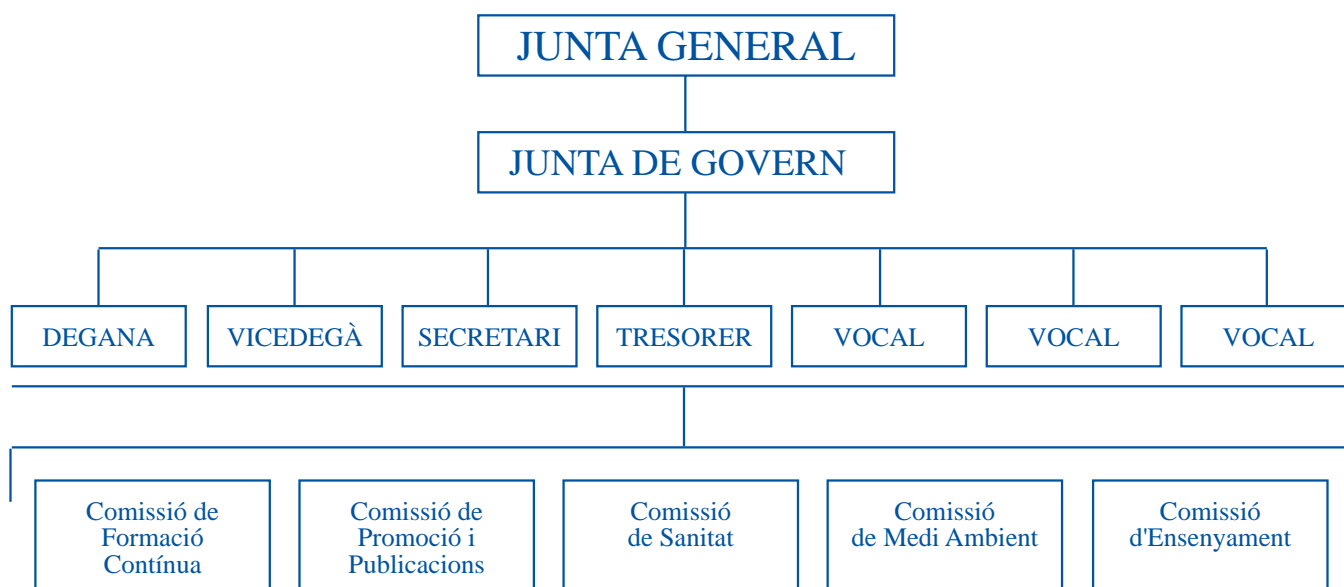 JUNTA GENERAL
JUNTA DE GOVERN
DEGANA
VICEDEGÀ
SECRETARI
TRESORER
VOCAL
VOCAL
VOCAL
Comissió de
Formació
Contínua
Comissió de
Promoció i
Publicacions
Comissió
de Sanitat
Comissió
de Medi Ambient
Comissió
d'Ensenyament